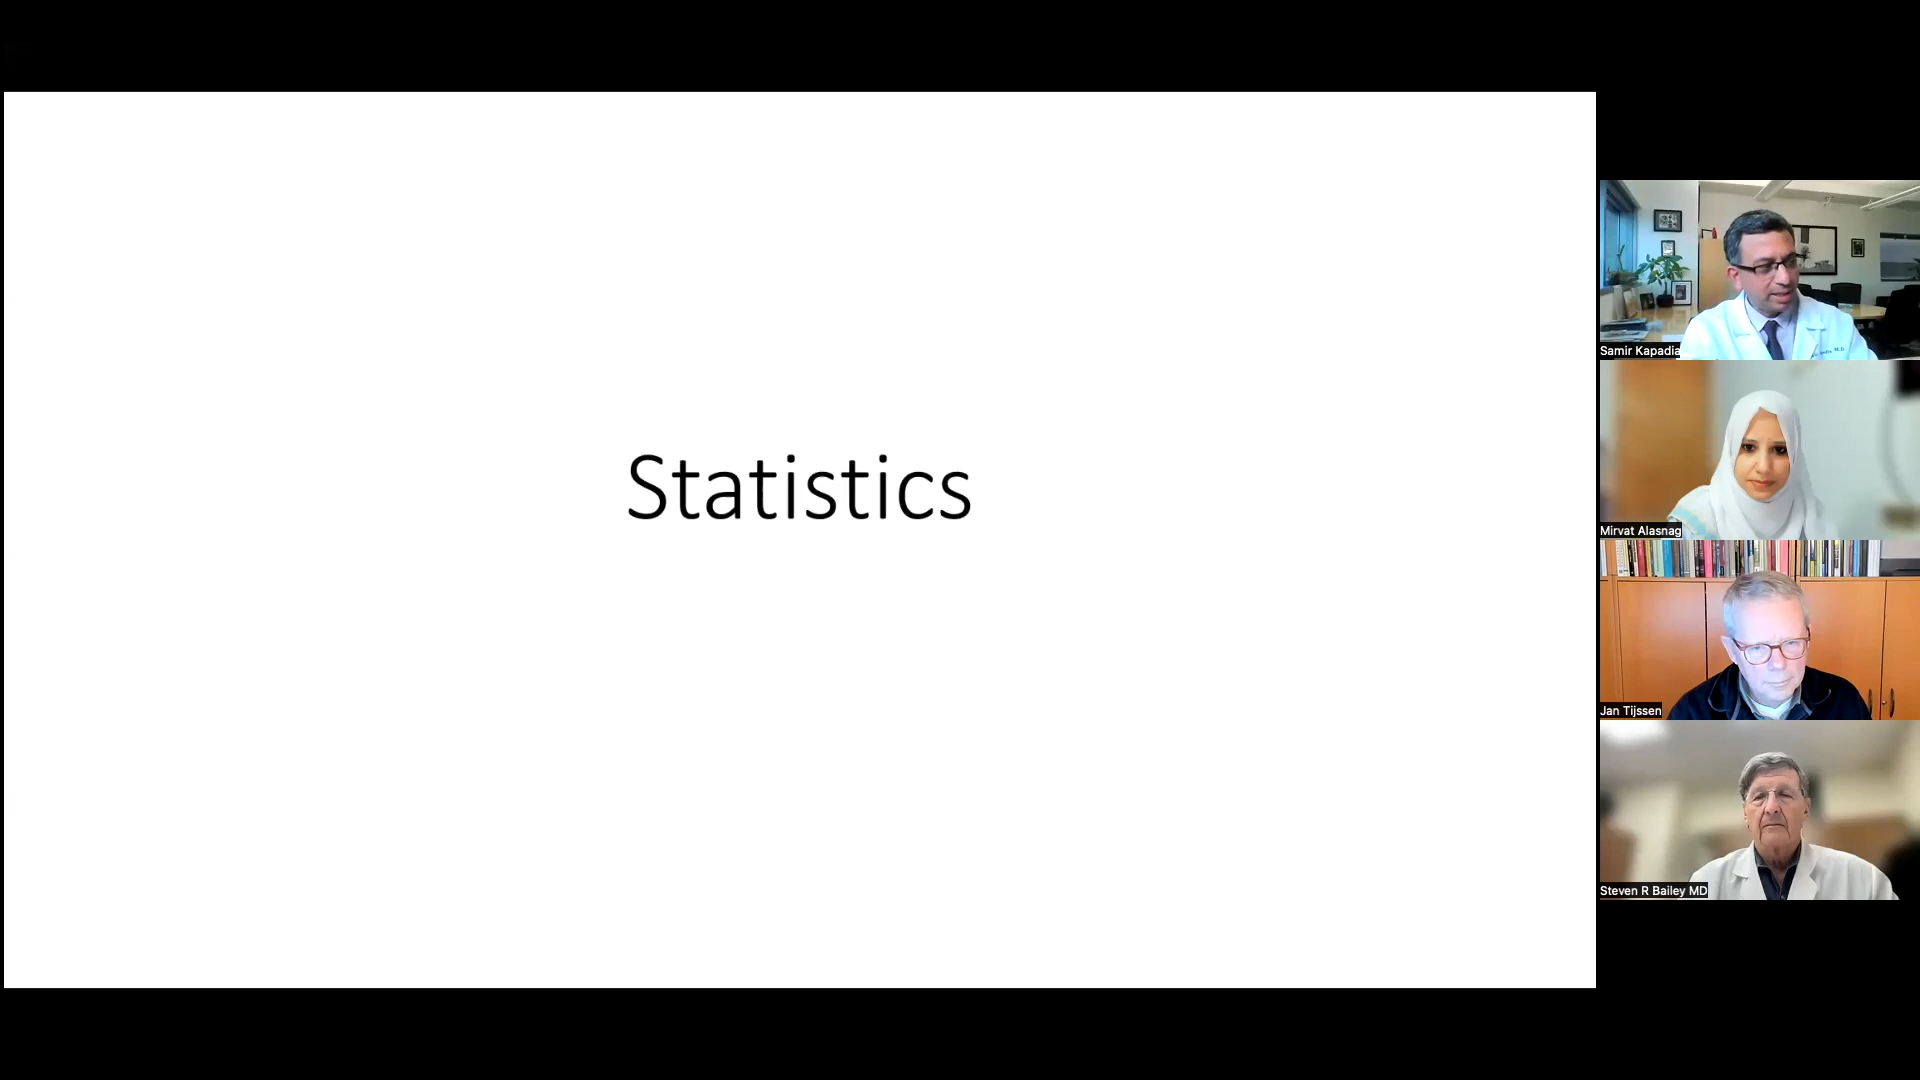 Statistics
Samir Kapadia
Mirvat Alasnag
Jan Tijssen
Steven R Bailey MD